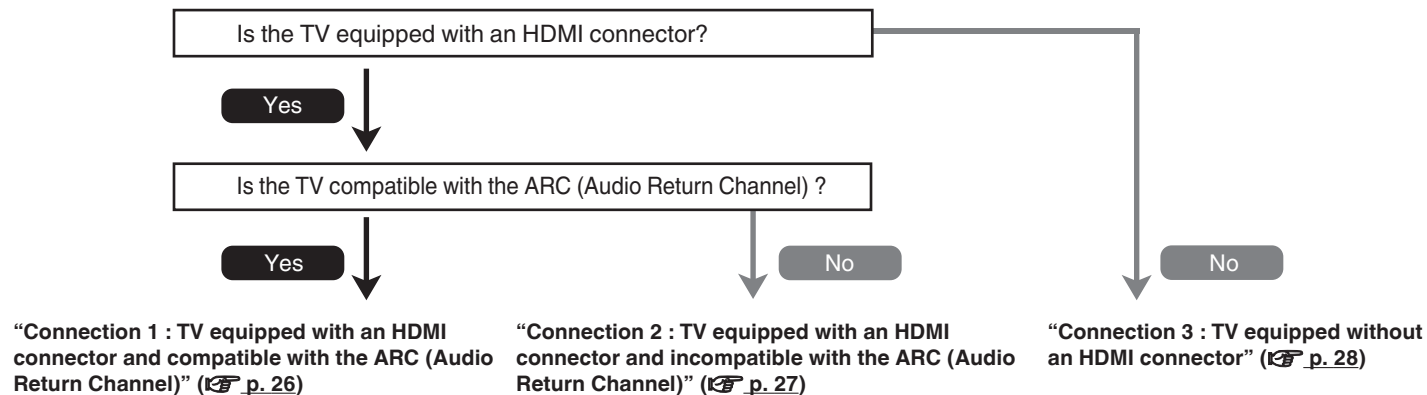 Is the TV equipped with an HDMI connector?
Yes
Is the TV compatible with the ARC (Audio Return Channel) ?
Yes
No
No
“Connection 1 : TV equipped with an HDMI
connector and compatible with the ARC (Audio
Return Channel)” (☞ p. 26)
“Connection 2 : TV equipped with an HDMI
connector and incompatible with the ARC (Audio
Return Channel)” (☞ p. 27)
“Connection 3 : TV equipped without
an HDMI connector” (☞ p. 28)